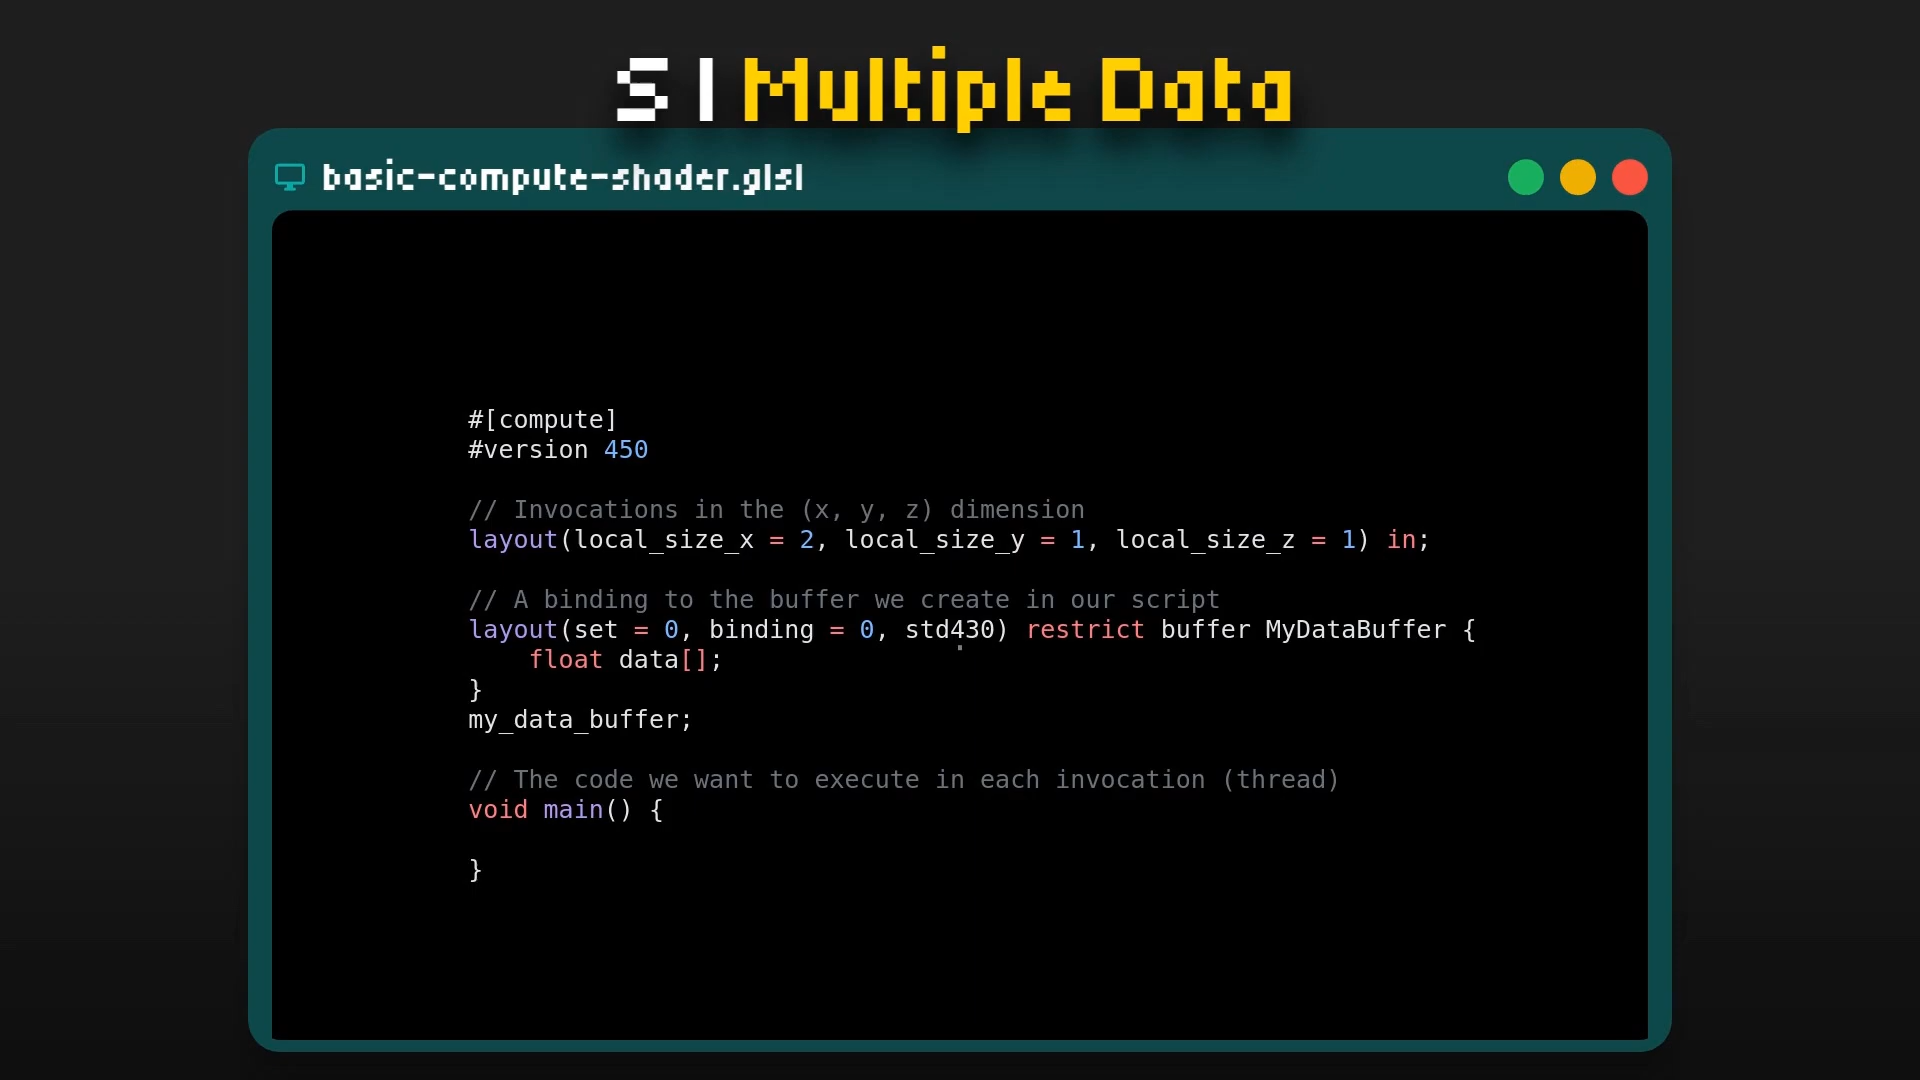 S I Multiple Data
basic-compute-shader.glsl
#[compute]
#version 450
// Invocations in the (x, y, z) dimension
layout(local_size_x = 2, local_size_y = 1, local_size_z = 1) in;
// A binding to the buffer we create in our script
layout(set = 0, binding = 0, std430) restrict buffer MyDataBuffer {
    float data[];
}
my_data_buffer;
// The code we want to execute in each invocation (thread)
void main() {
}